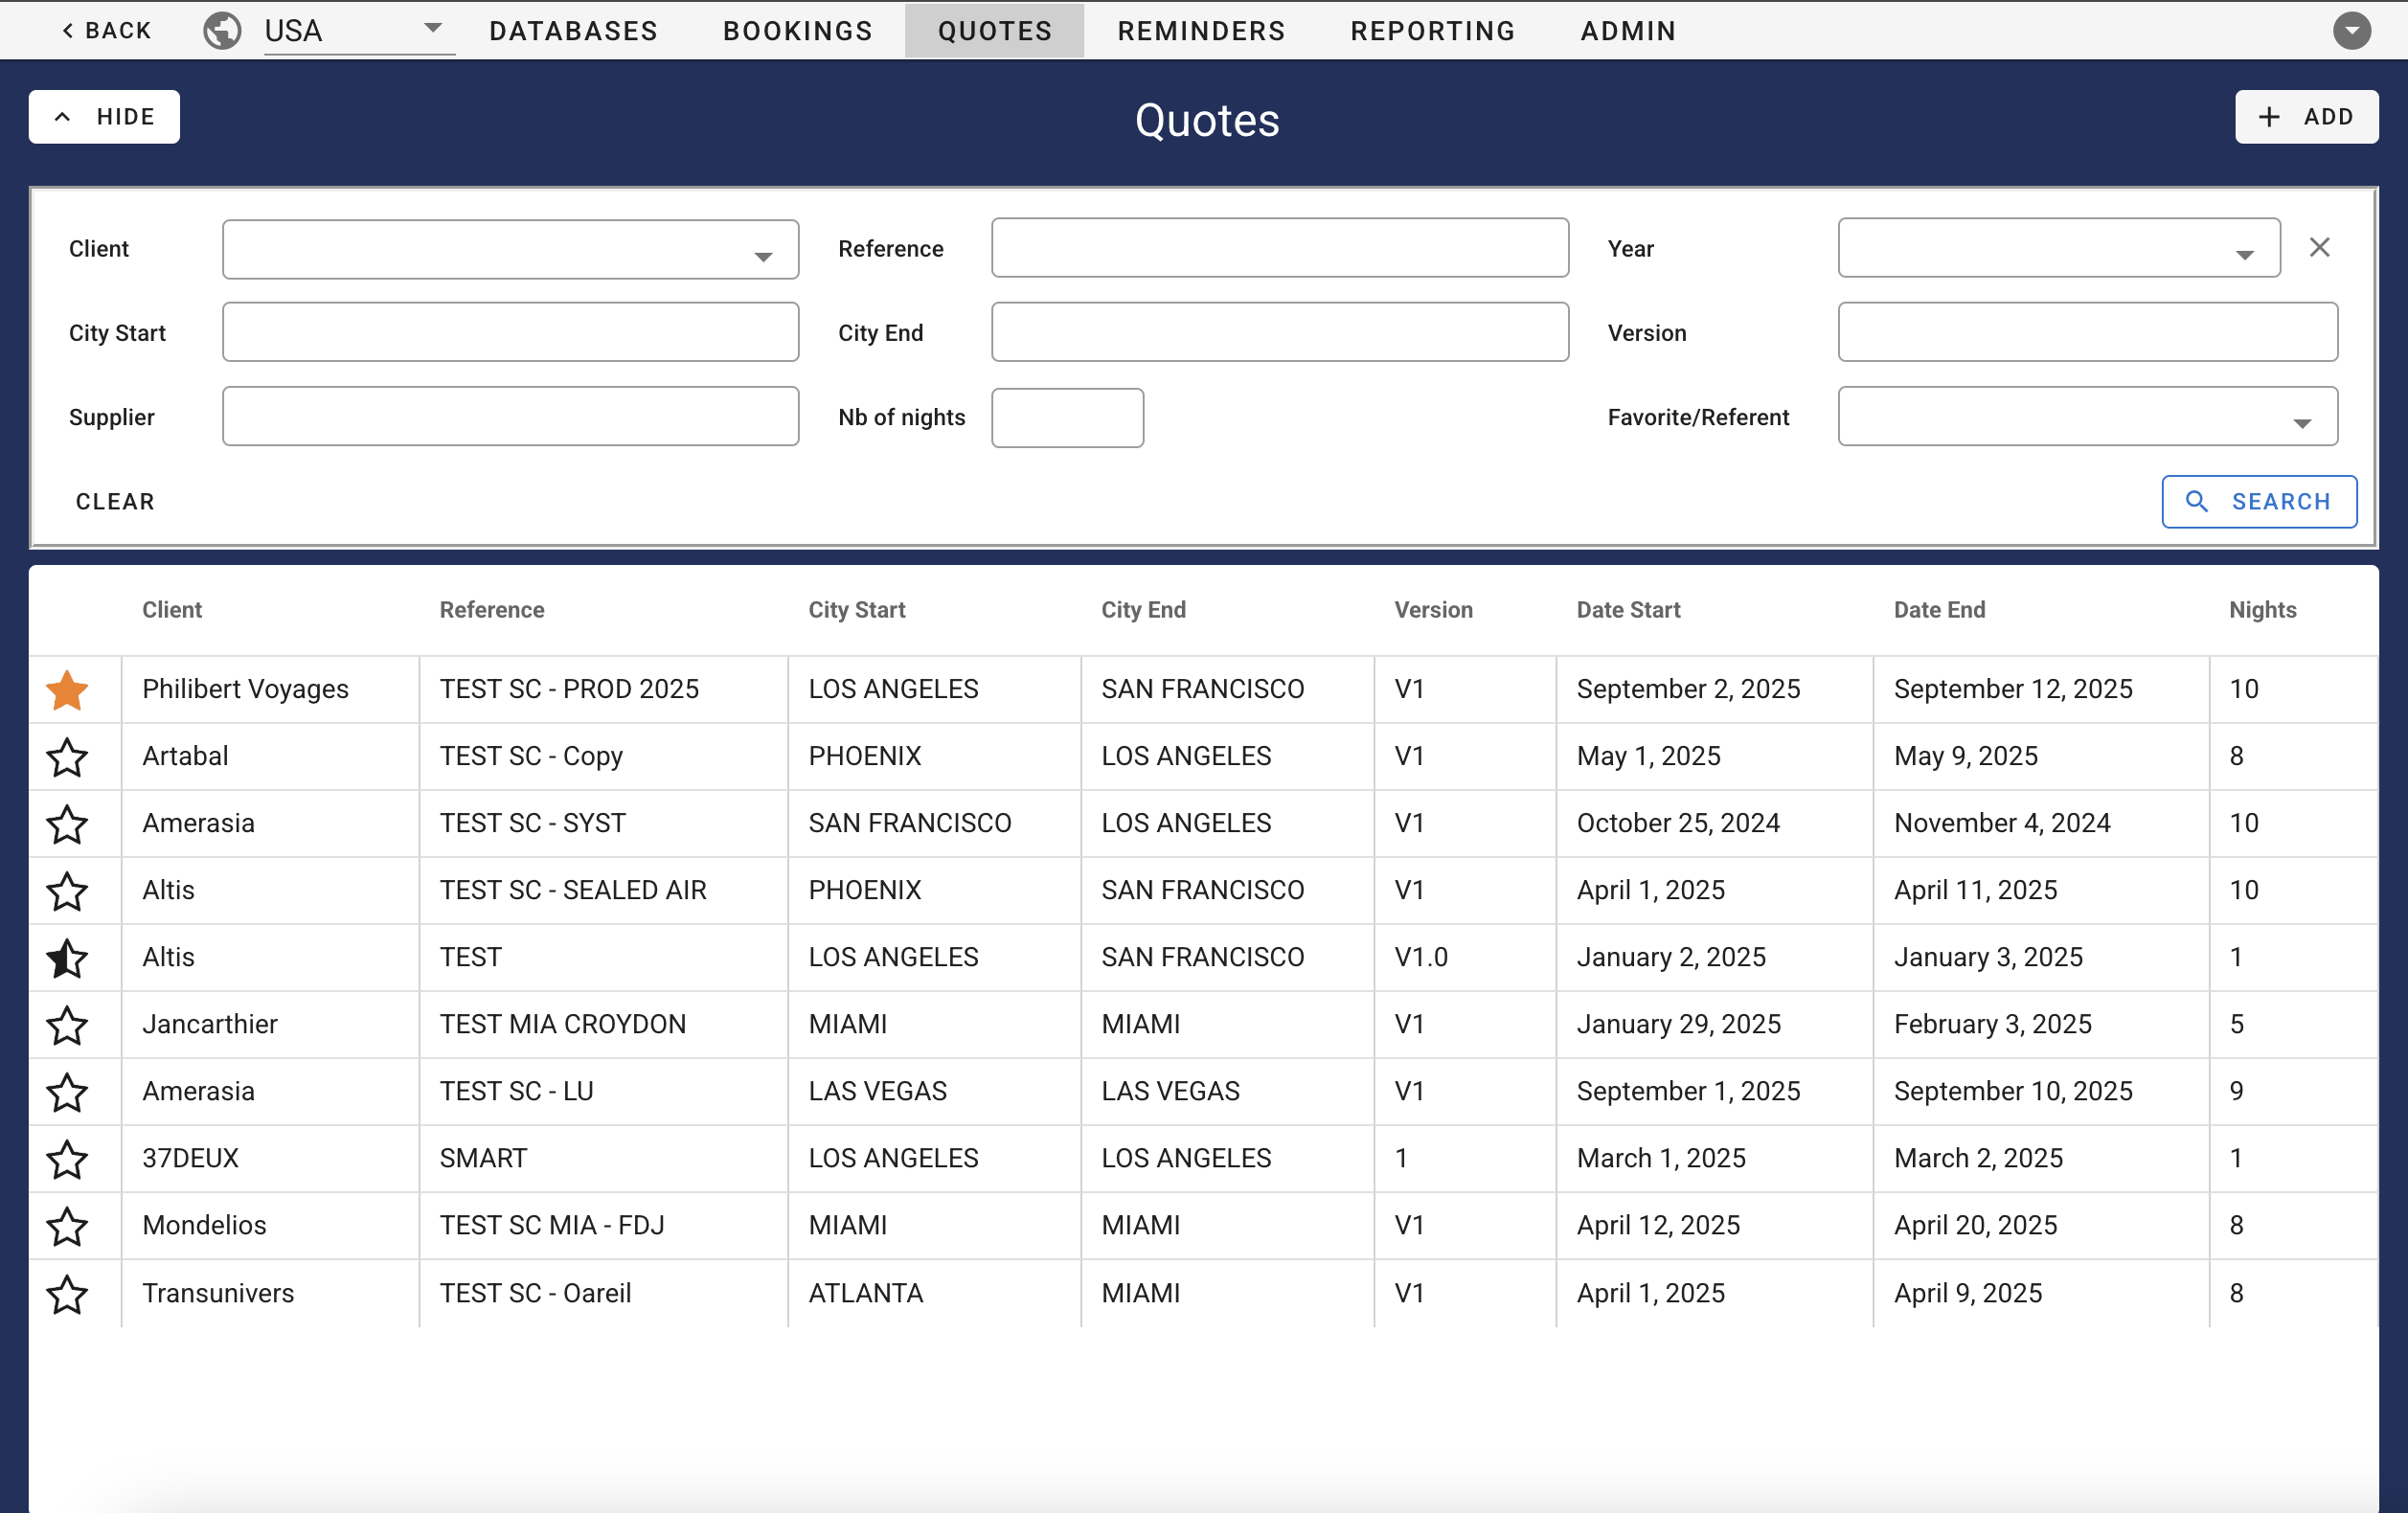 BACK USA DATABASES BOOKINGS QUOTES REMINDERS REPORTING ADMIN
HIDE Quotes ADD
Client Reference Year
City Start City End Version
Supplier Nb of nights Favorite/Referent
CLEAR SEARCH
Client Reference City Start City End Version Date Start Date End Nights
Philibert Voyages TEST SC - PROD 2025 LOS ANGELES SAN FRANCISCO V1 September 2, 2025 September 12, 2025 10
Artabal TEST SC - Copy PHOENIX LOS ANGELES V1 May 1, 2025 May 9, 2025 8
Amerasia TEST SC - SYST SAN FRANCISCO LOS ANGELES V1 October 25, 2024 November 4, 2024 10
Altis TEST SC - SEALED AIR PHOENIX SAN FRANCISCO V1 April 1, 2025 April 11, 2025 10
Altis TEST LOS ANGELES SAN FRANCISCO V1.0 January 2, 2025 January 3, 2025 1
Jancarthier TEST MIA CROYDON MIAMI MIAMI V1 January 29, 2025 February 3, 2025 5
Amerasia TEST SC - LU LAS VEGAS LAS VEGAS V1 September 1, 2025 September 10, 2025 9
37DEUX SMART LOS ANGELES LOS ANGELES 1 March 1, 2025 March 2, 2025 1
Mondelios TEST SC MIA - FDJ MIAMI MIAMI V1 April 12, 2025 April 20, 2025 8
Transunivers TEST SC - Oareil ATLANTA MIAMI V1 April 1, 2025 April 9, 2025 8